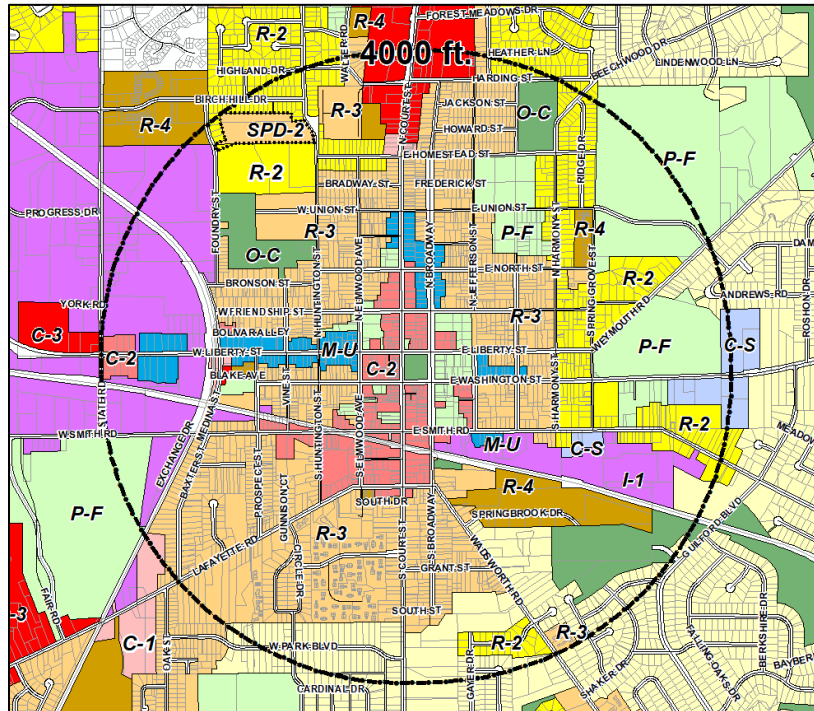 FOREST MEADOWS DR
R-4
R-2
WALTER RD
4000 ft.
HEATHER LN
BEECHWOOD DR
LINDENWOOD LN
HIGHLAND DR
HARDING ST
BIRCH HILL DR
N COURT ST
JACKSON ST
O-C
R-4
R-3
SPD-2
HOWARD ST
E HOMESTEAD ST
P-F
R-2
RIDGE DR
BRADWAY ST
FREDERICK ST
PROGRESS DR
FOUNDRY ST
W UNION ST
E UNION ST
R-3
P-F
N HARMONY ST
R-4
O-C
N HUNTINGTON ST
N ELMWOOD AVE
N BROADWAY
N JEFFERSON ST
SPRING GROVE ST
R-2
BRONSON ST
E NORTH ST
WEYMOUTH RD
ANDREWS RD
ROSHON DR
YORK RD
W FRIENDSHIP ST
R-3
C-3
BOLIVAR ALLEY
C-2
W LIBERTY ST
M-U
C-2
E LIBERTY ST
P-F
C-S
BLAKE AVE
E WASHINGTON ST
STATE RD
VINE ST
S HARMONY ST
R-2
W SMITH RD
EXCHANGE DR
BAXTER ST
MEDINA ST
S HUNTINGTON ST
S ELMWOOD AVE
E SMITH RD
M-U
C-S
I-1
P-F
PROSPECT ST
GUNNISON CT
SOUTH DR
R-4
SPRINGBROOK DR
R-3
LAFAYETTE RD
CIRCLE DR
S COURT ST
S BROADWAY
WADSWORTH RD
GUILFORD BLVD
GRANT ST
FAIR RD
SOUTH ST
-3
C-1
OAK ST
W PARK BLVD
R-2
R-3
GAYER DR
SHAKER DR
FALLING OAKS DR
BERKSHIRE DR
CARDINAL DR